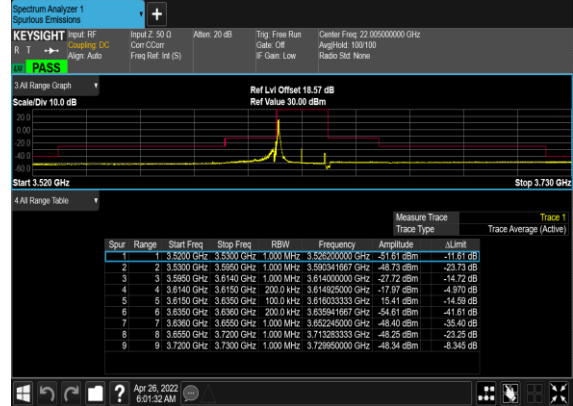 Spectrum Analyzer 1
Spurious Emissions
KEYSIGHT Input: RF Input Z: 50 Ω Atten: 20 dB Trig: Free Run Center Freq: 22.005000000 GHz
R T Coupling: DC Corr CCorr Gate: Off Avg|Hold: 100/100
Align: Auto Freq Ref: Int (S) IF Gain: Low Radio Std: None
PASS
3 All Range Graph
Ref Lvl Offset 18.57 dB
Scale/Div 10.0 dB Ref Value 30.00 dBm
20.0
0.00
-20.0
-40.0
-60.0
Start 3.520 GHz Stop 3.730 GHz
4 All Range Table
Measure Trace Trace 1
Trace Type Trace Average (Active)
Spur Range Start Freq Stop Freq RBW Frequency Amplitude ΔLimit
1 1 3.5200 GHz 3.5300 GHz 1.000 MHz 3.526200000 GHz -51.61 dBm -11.61 dB
2 2 3.5300 GHz 3.5950 GHz 1.000 MHz 3.590341667 GHz -48.73 dBm -23.73 dB
3 3 3.5950 GHz 3.6140 GHz 1.000 MHz 3.614000000 GHz -27.72 dBm -14.72 dB
4 4 3.6140 GHz 3.6150 GHz 200.0 kHz 3.614925000 GHz -17.97 dBm -4.970 dB
5 5 3.6150 GHz 3.6350 GHz 100.0 kHz 3.616033333 GHz 15.41 dBm -14.59 dB
6 6 3.6350 GHz 3.6360 GHz 200.0 kHz 3.635941667 GHz -54.61 dBm -41.61 dB
7 7 3.6360 GHz 3.6550 GHz 1.000 MHz 3.652245000 GHz -48.40 dBm -35.40 dB
8 8 3.6550 GHz 3.7200 GHz 1.000 MHz 3.713283333 GHz -48.25 dBm -23.25 dB
9 9 3.7200 GHz 3.7300 GHz 1.000 MHz 3.729950000 GHz -48.34 dBm -8.345 dB
Apr 26, 2022
6:01:32 AM